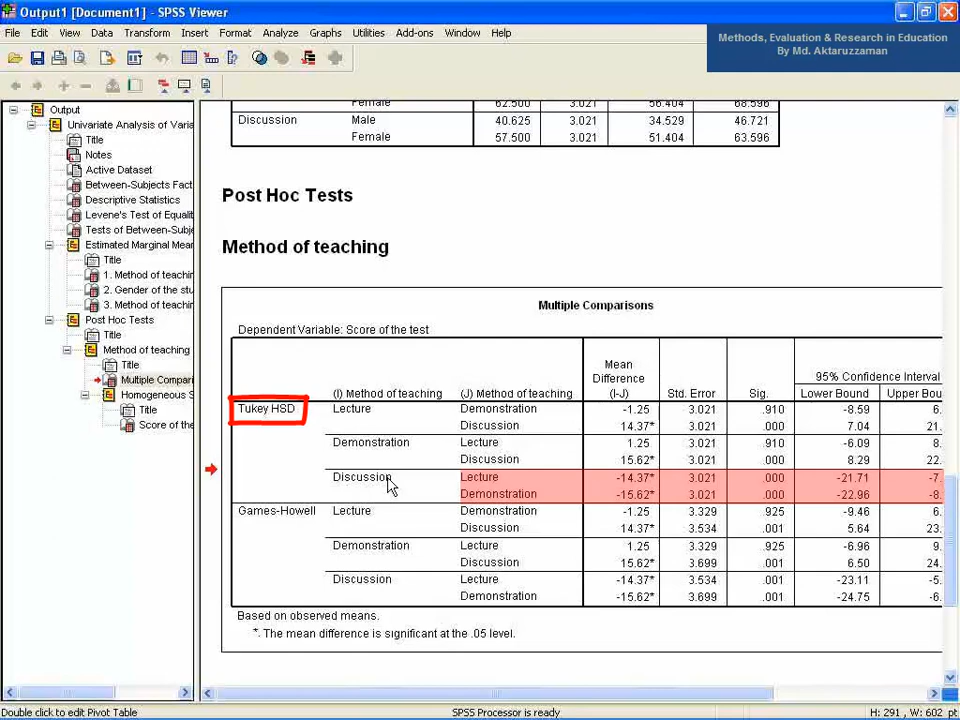 Output1 [Document1] - SPSS Viewer
File Edit View Data Transform Insert Format Analyze Graphs Utilities Add-ons Window Help
Methods, Evaluation & Research in Education
By Md. Aktaruzzaman
Output
Univariate Analysis of Varia
Title
Notes
Active Dataset
Between-Subjects Fact
Descriptive Statistics
Levene's Test of Equalit
Tests of Between-Subje
Estimated Marginal Mean
Title
1. Method of teachin
2. Gender of the stu
3. Method of teachin
Post Hoc Tests
Title
Method of teaching
Title
Multiple Compari
Homogeneous S
Title
Score of the
Female 62.500 3.021 56.404 68.596
Discussion Male 40.625 3.021 34.529 46.721
Female 57.500 3.021 51.404 63.596
Post Hoc Tests
Method of teaching
Multiple Comparisons
Dependent Variable: Score of the test
(I) Method of teaching (J) Method of teaching Mean Difference (I-J) Std. Error Sig. 95% Confidence Interval
Lower Bound Upper Bou
Tukey HSD Lecture Demonstration -1.25 3.021 .910 -8.59 6.
Discussion 14.37* 3.021 .000 7.04 21.
Demonstration Lecture 1.25 3.021 .910 -6.09 8.
Discussion 15.62* 3.021 .000 8.29 22.
Discussion Lecture -14.37* 3.021 .000 -21.71 -7.
Demonstration -15.62* 3.021 .000 -22.96 -8.
Games-Howell Lecture Demonstration -1.25 3.329 .925 -9.46 6.
Discussion 14.37* 3.534 .001 5.64 23.
Demonstration Lecture 1.25 3.329 .925 -6.96 9.
Discussion 15.62* 3.699 .001 6.50 24.
Discussion Lecture -14.37* 3.534 .001 -23.11 -5.
Demonstration -15.62* 3.699 .001 -24.75 -6.
Based on observed means.
*. The mean difference is significant at the .05 level.
Double click to edit Pivot Table SPSS Processor is ready H: 291 , W: 602 pt